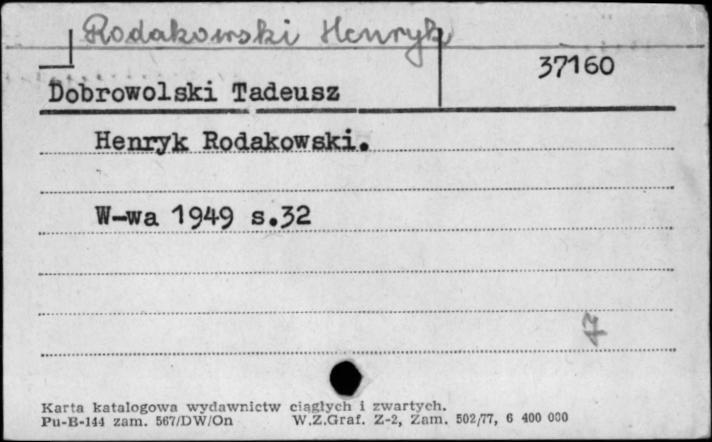 Rodakowski Henryk
37160
Dobrowolski Tadeusz
Henryk Rodakowski.
W-wa 1949 s.32
7
Karta katalogowa wydawnictw ciągłych i zwartych.
Pu-B-144 zam. 567/DW/On W.Z.Graf. Z-2, Zam. 502/77, 6 400 000